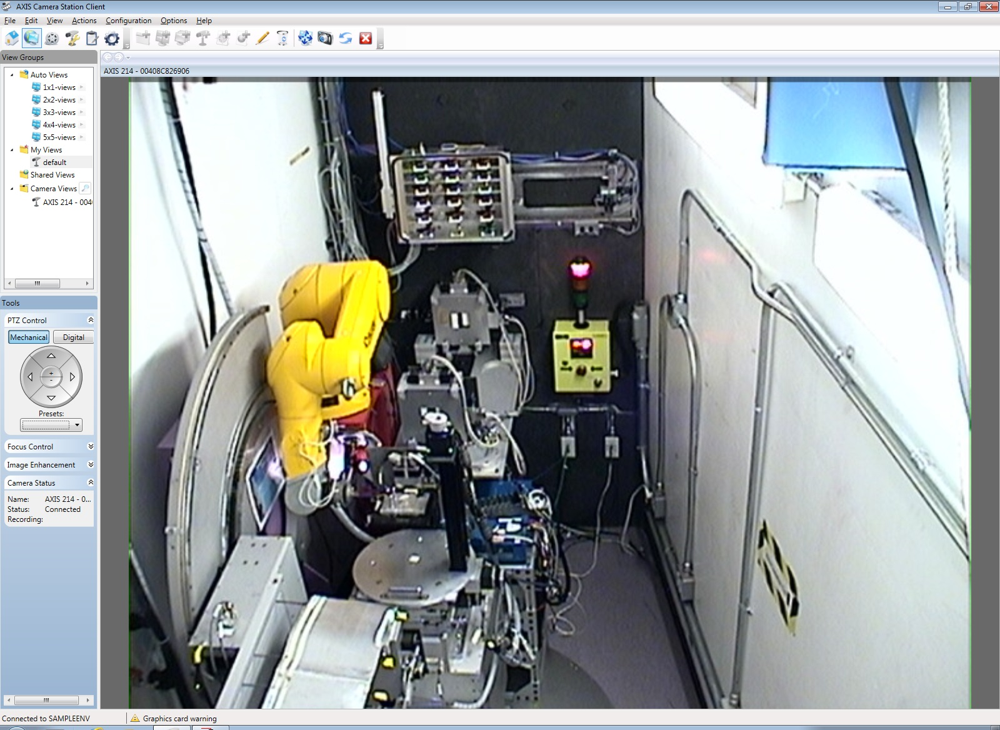 AXIS Camera Station Client
File Edit View Actions Configuration Options Help
View Groups
Auto Views
1x1-views
2x2-views
3x3-views
4x4-views
5x5-views
My Views
default
Shared Views
Camera Views
AXIS 214 - 004
Tools
PTZ Control
Mechanical Digital
+
-
Presets:
Focus Control
Image Enhancement
Camera Status
Name: AXIS 214 - 0...
Status: Connected
Recording:
AXIS 214 - 00408C826906
Connected to SAMPLEENV
Graphics card warning